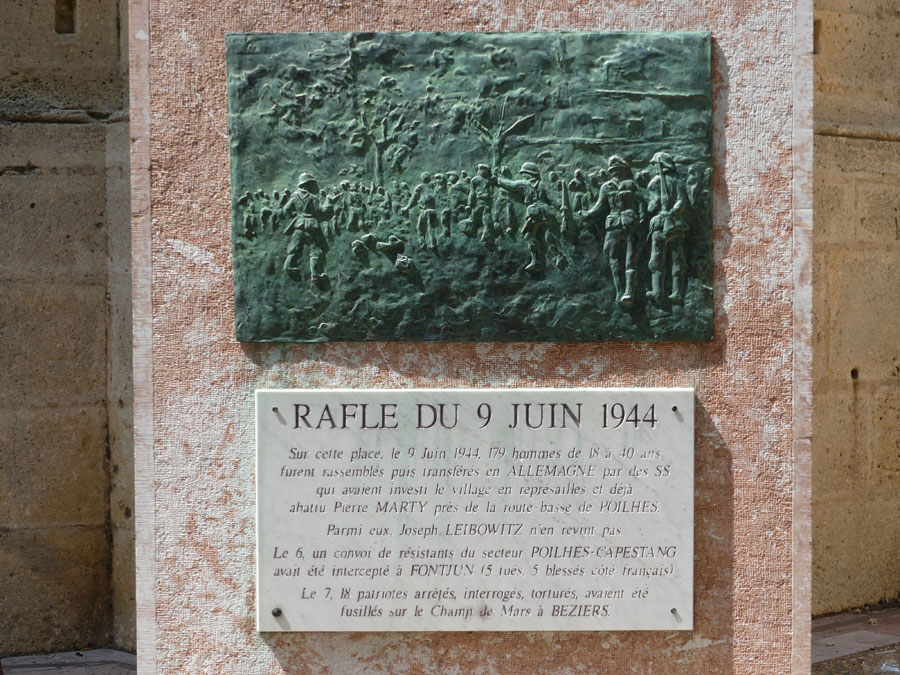 RAFLE DU 9 JUIN 1944
Sur cette place, le 9 Juin 1944, 179 hommes de 18 à 40 ans
furent rassemblés puis transférés en ALLEMAGNE par des SS
qui avaient investi le village en représailles et déjà
abattu Pierre MARTY près de la route basse de POILHES.
Parmi eux, Joseph LEIBOWITZ n'en revint pas.
Le 6, un convoi de résistants du secteur POILHES-CAPESTANG
avait été intercepté à FONTJUN (5 tués, 5 blessés côté français)
Le 7, 18 patriotes arrêtés, interrogés, torturés, avaient été
fusillés sur le Champ de Mars à BEZIERS.